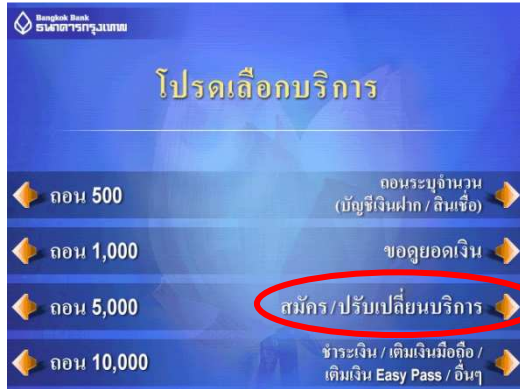 Bangkok Bank
ธนาคารกรุงเทพ
โปรดเลือกบริการ
ถอน 500
ถอนระบุจำนวน
(บัญชีเงินฝาก / สินเชื่อ)
ถอน 1,000
ขอดูยอดเงิน
ถอน 5,000
สมัคร/ปรับเปลี่ยนบริการ
ถอน 10,000
ชำระเงิน / เติมเงินมือถือ /
เติมเงิน Easy Pass / อื่นๆ